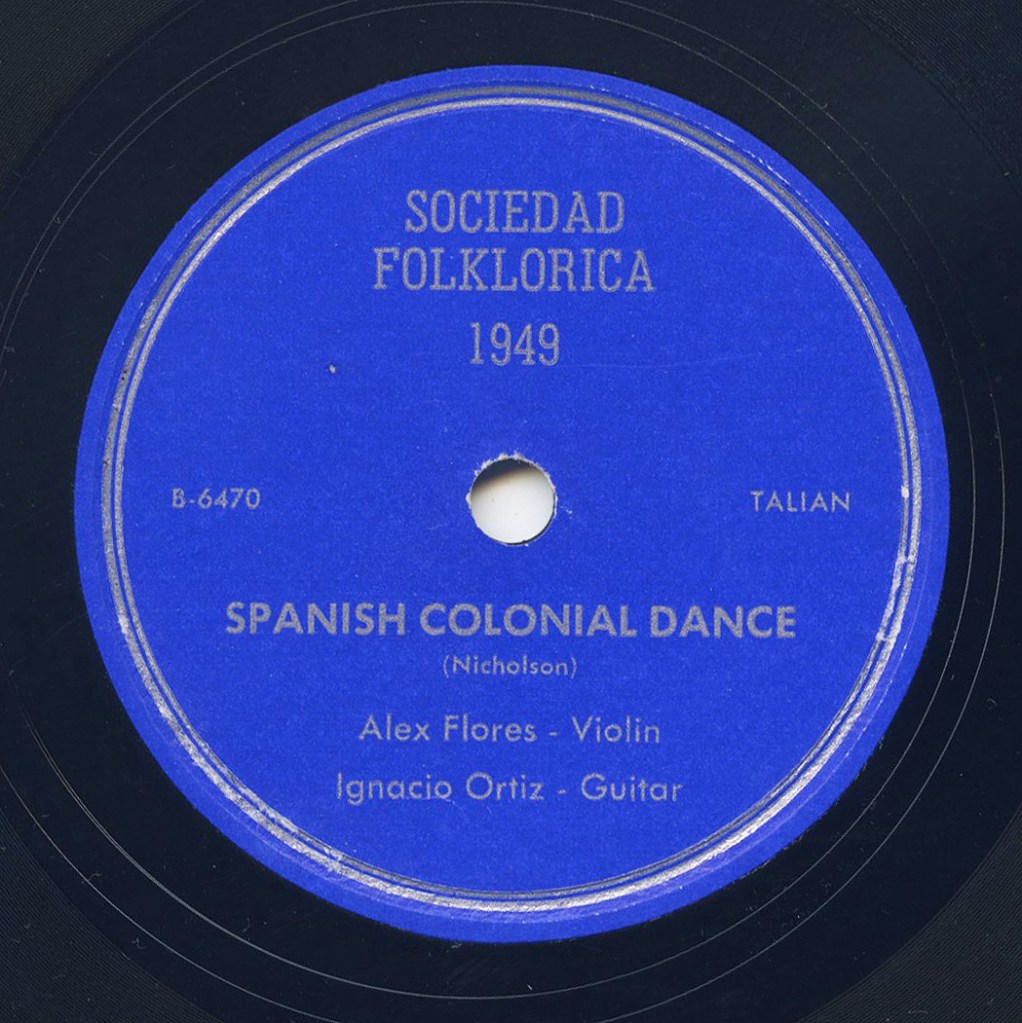 SOCIEDAD
FOLKLORICA
1949
B-6470
TALIAN
SPANISH COLONIAL DANCE
(Nicholson)
Alex Flores - Violin
Ignacio Ortiz - Guitar